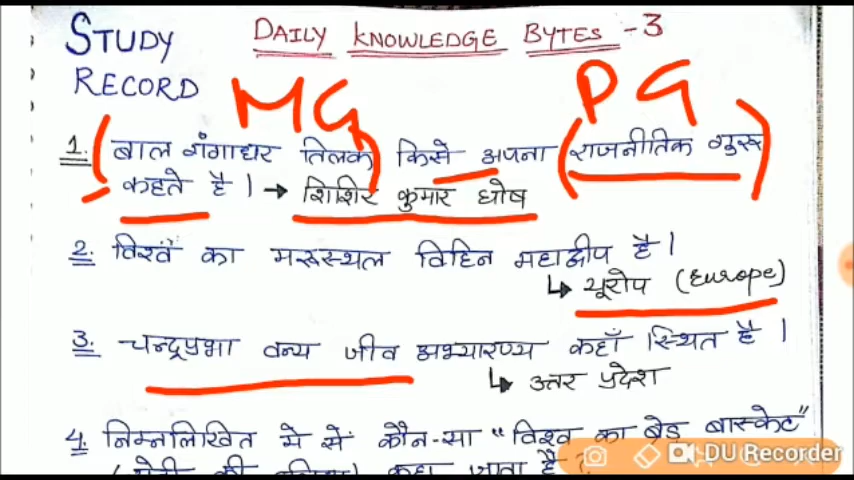 STUDY RECORD
DAILY KNOWLEDGE BYTES -3
MG PG
1. बाल गंगाधर तिलक किसे अपना राजनीतिक गुरु
कहते है। → शिशिर कुमार घोष
2. विश्व का मरुस्थल विहिन महाद्वीप है।
↳ यूरोप (Europe)
3. चन्द्रप्रभा वन्य जीव अभ्यारण्य कहाँ स्थित है।
↳ उत्तर प्रदेश
4. निम्नलिखित मे से कौन-सा "विश्व का ब्रेड बास्केट"
कहा जाता है ?
DU Recorder